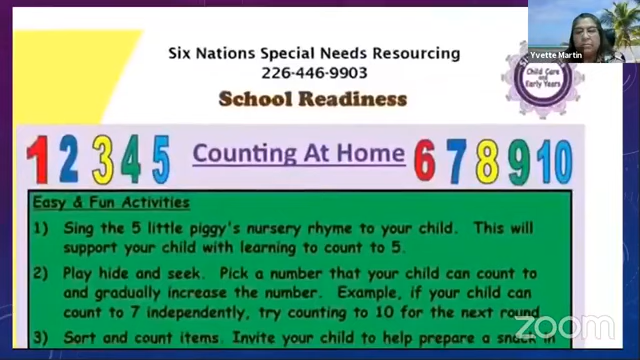 Six Nations Special Needs Resourcing
226-446-9903
School Readiness
Yvette Martin
Child Care
and
Early Years
1 2 3 4 5 Counting At Home 6 7 8 9 10
Easy & Fun Activities
1) Sing the 5 little piggy's nursery rhyme to your child. This will
support your child with learning to count to 5.
2) Play hide and seek. Pick a number that your child can count to
and gradually increase the number. Example, if your child can
count to 7 independently, try counting to 10 for the next round
3) Sort and count items. Invite your child to help prepare a snack
zoom